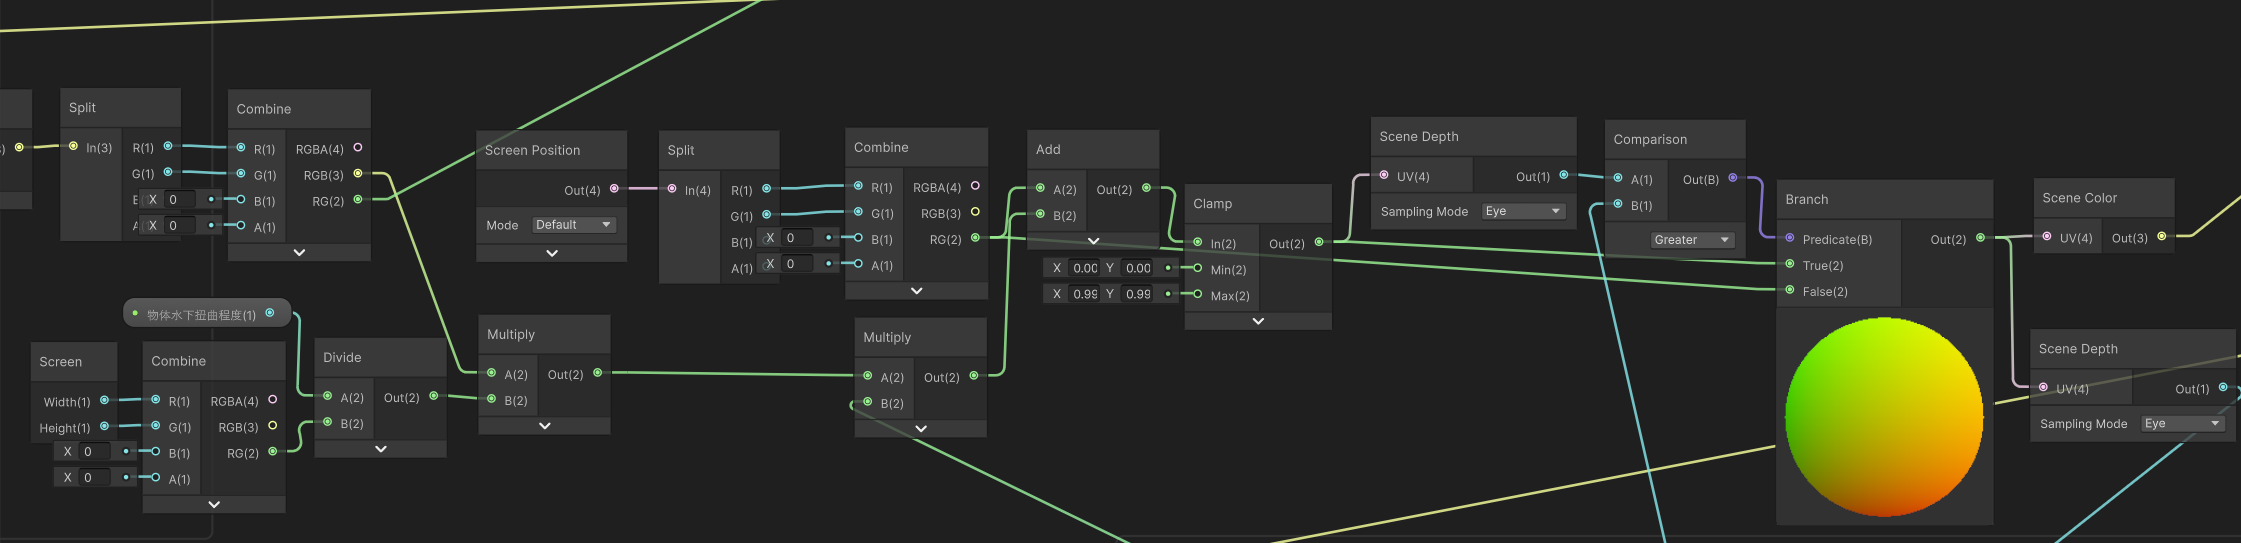 Split
In(3)
R(1)
G(1)
X 0
X 0
Combine
R(1)
G(1)
B(1)
A(1)
RGBA(4)
RGB(3)
RG(2)
物体水下扭曲程度(1)
Screen
Width(1)
Height(1)
X 0
X 0
Combine
R(1)
G(1)
B(1)
A(1)
RGBA(4)
RGB(3)
RG(2)
Divide
A(2)
B(2)
Out(2)
Screen Position
Out(4)
Mode Default
Multiply
A(2)
B(2)
Out(2)
Split
In(4)
R(1)
G(1)
B(1)
A(1)
X 0
X 0
Combine
R(1)
G(1)
B(1)
A(1)
RGBA(4)
RGB(3)
RG(2)
Multiply
A(2)
B(2)
Out(2)
Add
A(2)
B(2)
Out(2)
X 0.00 Y 0.00
X 0.99 Y 0.99
Clamp
In(2)
Min(2)
Max(2)
Out(2)
Scene Depth
UV(4)
Out(1)
Sampling Mode Eye
Comparison
A(1)
B(1)
Out(B)
Greater
Branch
Predicate(B)
True(2)
False(2)
Out(2)
Scene Color
UV(4)
Out(3)
Scene Depth
UV(4)
Out(1)
Sampling Mode Eye